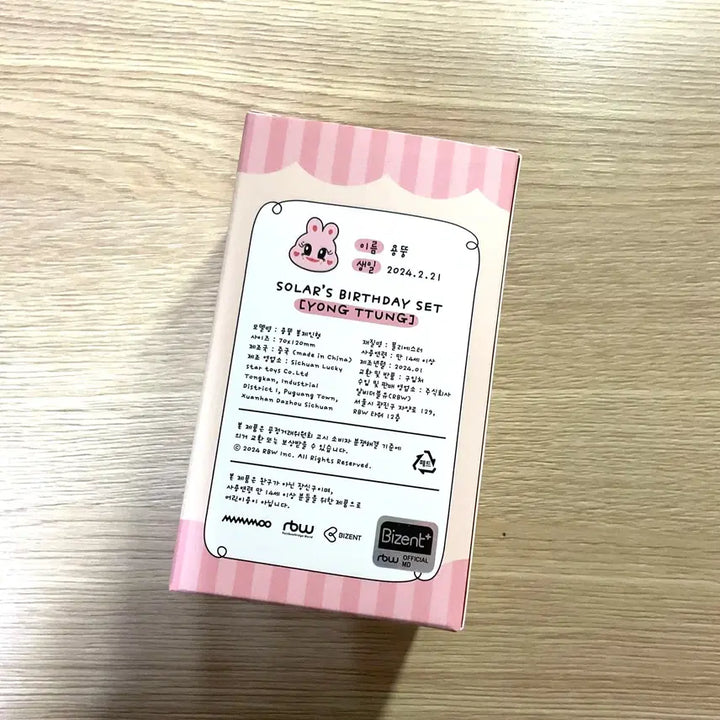 이름 용뚱
생일 2024.2.21
SOLAR'S BIRTHDAY SET
[YONG TTUNG]
모델명 : 용뚱 봉제인형
사이즈 : 70x120mm
제조국 : 중국 (made in China)
제조 영업소 : Sichuan Lucky
star toys Co.Ltd
Tongkan, Industrial
District 1, Puguang Town,
Xuanhan Dazhou Sichuan
재질명 : 폴리에스터
사용연령 : 만 14세 이상
제조년월 : 2024.01
교환 및 반품 : 구입처
수입 및 판매 영업소 : 주식회사
알비더블유(RBW)
서울시 광진구 자양로 129,
RBW 타워 12층
본 제품은 공정거래위원회 고시 소비자 분쟁해결 기준에
의거 교환 또는 보상받을 수 있습니다.
© 2024 RBW Inc. All Rights Reserved.
페트
본 제품은 완구가 아닌 장신구이며,
사용연령 만 14세 이상 분들을 위한 제품으로
어린이용이 아닙니다.
MAMAMOO
rbw
Rainbowbridge World
BIZENT
Bizent+
rbw OFFICIAL MD